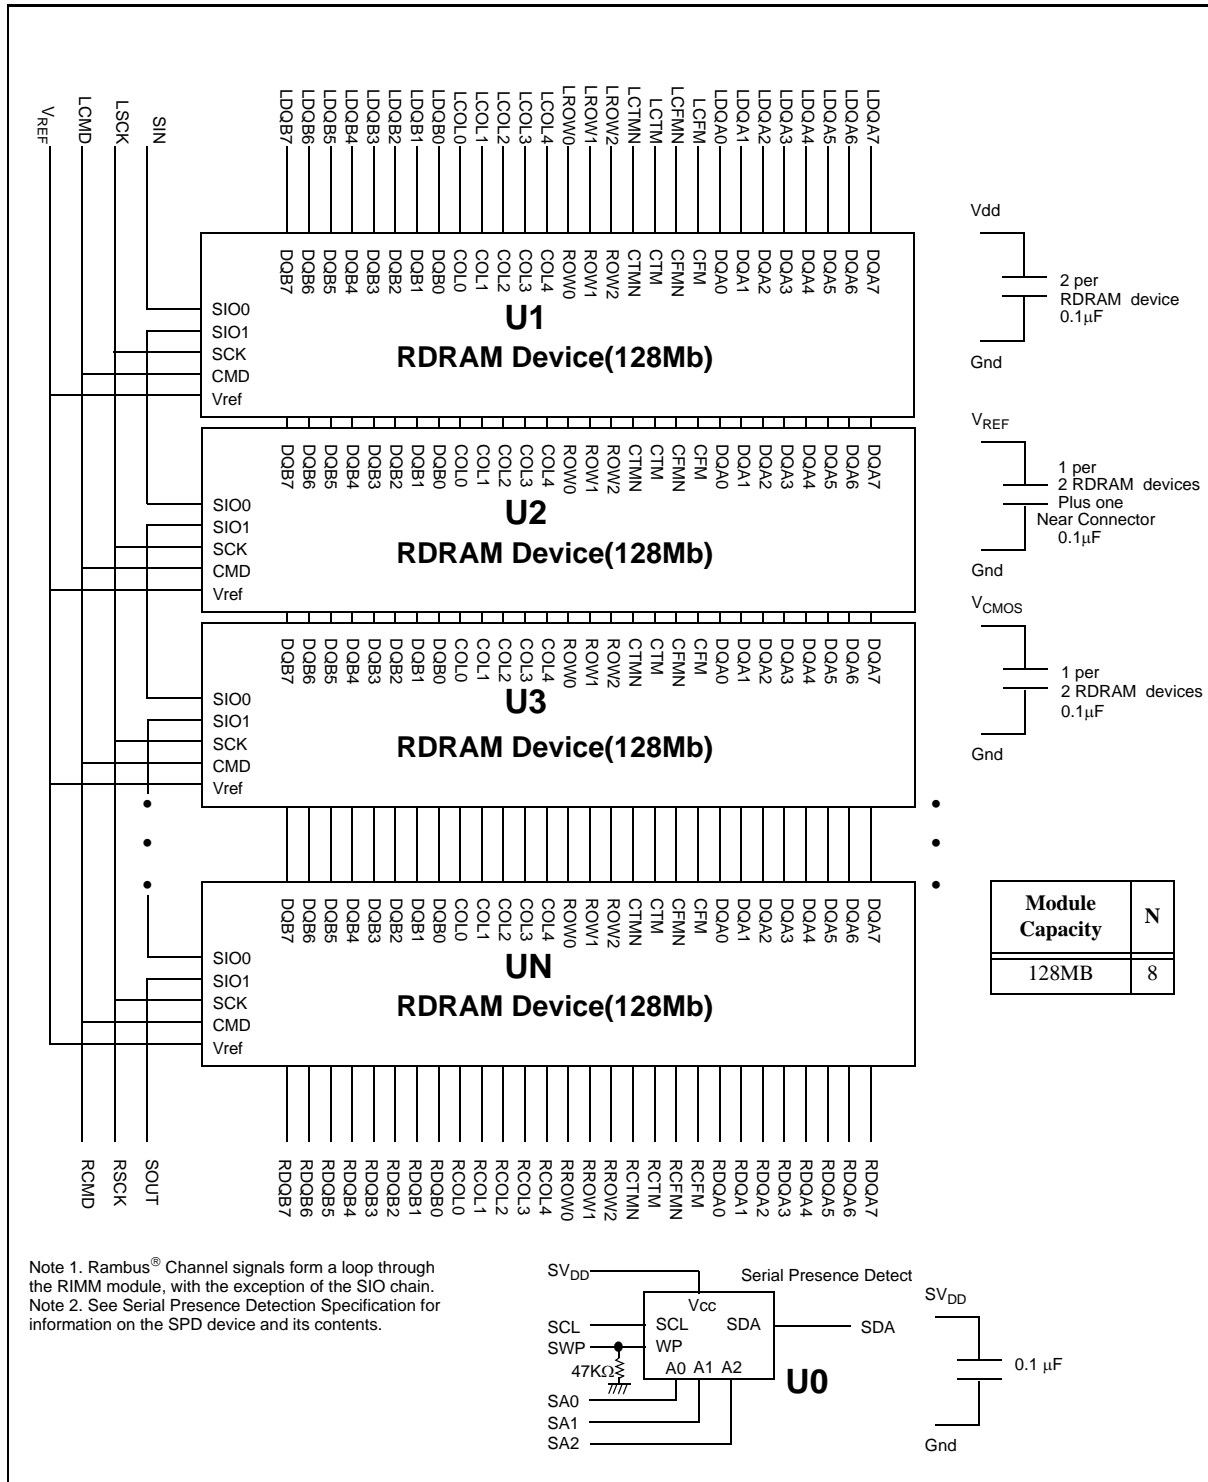 VREF LCMD LSCK SIN LDQB7 LDQB6 LDQB5 LDQB4 LDQB3 LDQB2 LDQB1 LDQB0 LCOL0 LCOL1 LCOL2 LCOL3 LCOL4 LROW0 LROW1 LROW2 LCTMN LCTM LCFMN LCFM LDQA0 LDQA1 LDQA2 LDQA3 LDQA4 LDQA5 LDQA6 LDQA7
DQB7 DQB6 DQB5 DQB4 DQB3 DQB2 DQB1 DQB0 COL0 COL1 COL2 COL3 COL4 ROW0 ROW1 ROW2 CTMN CTM CFMN CFM DQA0 DQA1 DQA2 DQA3 DQA4 DQA5 DQA6 DQA7
SIO0
SIO1
SCK
CMD
Vref
U1
RDRAM Device(128Mb)
DQB7 DQB6 DQB5 DQB4 DQB3 DQB2 DQB1 DQB0 COL0 COL1 COL2 COL3 COL4 ROW0 ROW1 ROW2 CTMN CTM CFMN CFM DQA0 DQA1 DQA2 DQA3 DQA4 DQA5 DQA6 DQA7
SIO0
SIO1
SCK
CMD
Vref
U2
RDRAM Device(128Mb)
DQB7 DQB6 DQB5 DQB4 DQB3 DQB2 DQB1 DQB0 COL0 COL1 COL2 COL3 COL4 ROW0 ROW1 ROW2 CTMN CTM CFMN CFM DQA0 DQA1 DQA2 DQA3 DQA4 DQA5 DQA6 DQA7
SIO0
SIO1
SCK
CMD
Vref
U3
RDRAM Device(128Mb)
DQB7 DQB6 DQB5 DQB4 DQB3 DQB2 DQB1 DQB0 COL0 COL1 COL2 COL3 COL4 ROW0 ROW1 ROW2 CTMN CTM CFMN CFM DQA0 DQA1 DQA2 DQA3 DQA4 DQA5 DQA6 DQA7
SIO0
SIO1
SCK
CMD
Vref
UN
RDRAM Device(128Mb)
RCMD RSCK SOUT RDQB7 RDQB6 RDQB5 RDQB4 RDQB3 RDQB2 RDQB1 RDQB0 RCOL0 RCOL1 RCOL2 RCOL3 RCOL4 RROW0 RROW1 RROW2 RCTMN RCTM RCFMN RCFM RDQA0 RDQA1 RDQA2 RDQA3 RDQA4 RDQA5 RDQA6 RDQA7
Vdd
2 per
RDRAM device
0.1µF
Gnd
VREF
1 per
2 RDRAM devices
Plus one
Near Connector
0.1µF
Gnd
VCMOS
1 per
2 RDRAM devices
0.1µF
Gnd
Module Capacity N
128MB 8
Note 1. Rambus® Channel signals form a loop through
the RIMM module, with the exception of the SIO chain.
Note 2. See Serial Presence Detection Specification for
information on the SPD device and its contents.
SVDD
Serial Presence Detect
Vcc
SCL SCL SDA SDA
SWP WP
47KΩ A0 A1 A2
U0
SA0
SA1
SA2
SVDD
0.1 µF
Gnd